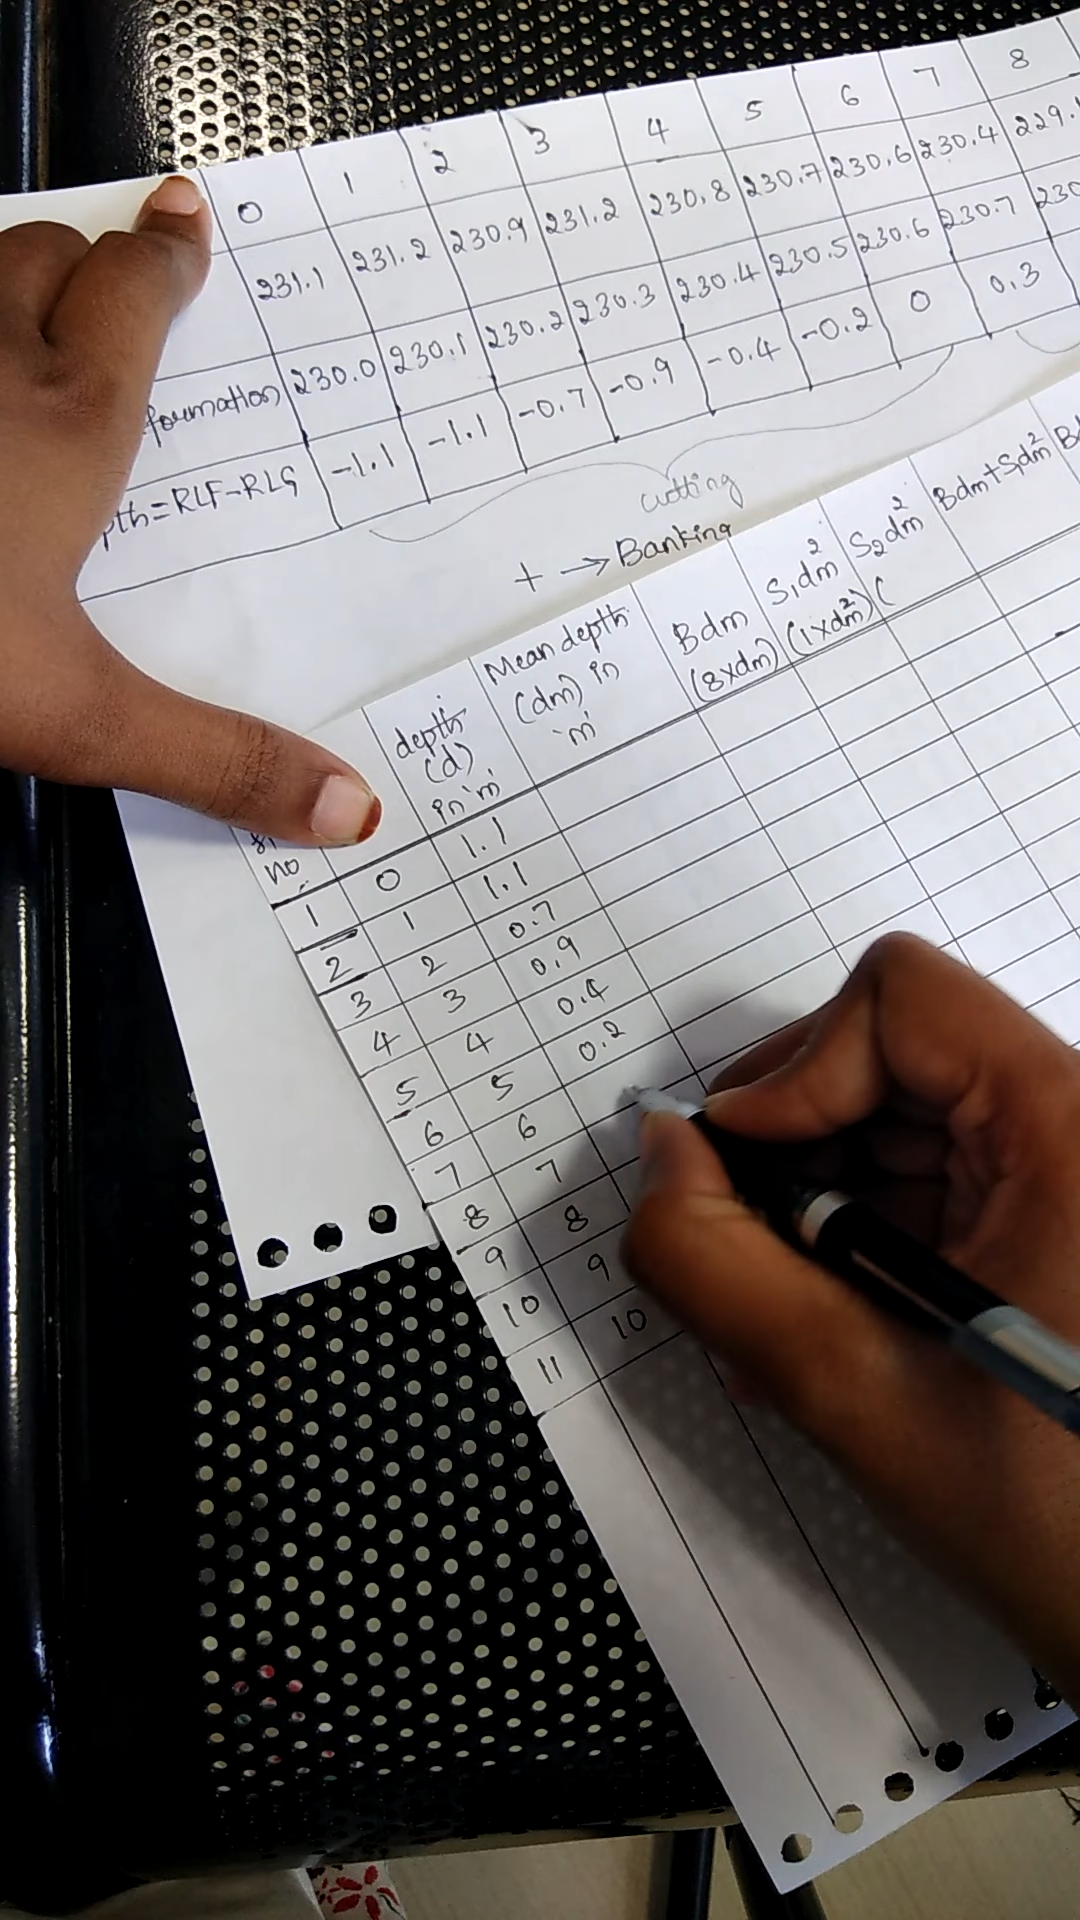 0 1 2 3 4 5 6 7 8
231.1 231.2 230.9 231.2 230.8 230.7 230.6 230.4 229.
formation 230.0 230.1 230.2 230.3 230.4 230.5 230.6 230.7 230
pth=RLF-RLG -1.1 -1.1 -0.7 -0.9 -0.4 -0.2 0 0.3
cutting
+ → Banking
no
depth (d) in 'm'
Mean depth (dm) in 'm'
Bdm (8xdm)
S₁dm² (1xdm²)
S₂dm² (
Bdm+S₁dm²
1 0 1.1
2 1 1.1
3 2 0.7
4 3 0.9
5 4 0.4
6 5 0.2
7 6
8 7
9 8
10 9
11 10